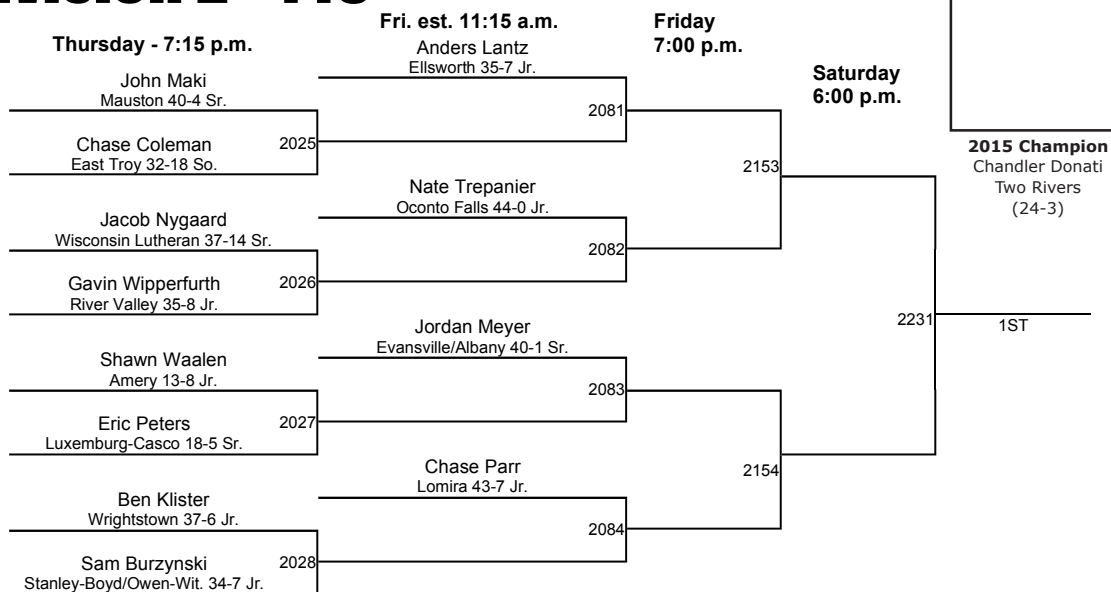 Thursday - 7:15 p.m.
Fri. est. 11:15 a.m.
Friday
7:00 p.m.
Saturday
6:00 p.m.
John Maki
Mauston 40-4 Sr.
Chase Coleman
East Troy 32-18 So.
2025
Jacob Nygaard
Wisconsin Lutheran 37-14 Sr.
Gavin Wipperfurth
River Valley 35-8 Jr.
2026
Shawn Waalen
Amery 13-8 Jr.
Eric Peters
Luxemburg-Casco 18-5 Sr.
2027
Ben Klister
Wrightstown 37-6 Jr.
Sam Burzynski
Stanley-Boyd/Owen-Wit. 34-7 Jr.
2028
Anders Lantz
Ellsworth 35-7 Jr.
2081
Nate Trepanier
Oconto Falls 44-0 Jr.
2082
Jordan Meyer
Evansville/Albany 40-1 Sr.
2083
Chase Parr
Lomira 43-7 Jr.
2084
2153
2154
2231
1ST
2015 Champion
Chandler Donati
Two Rivers
(24-3)